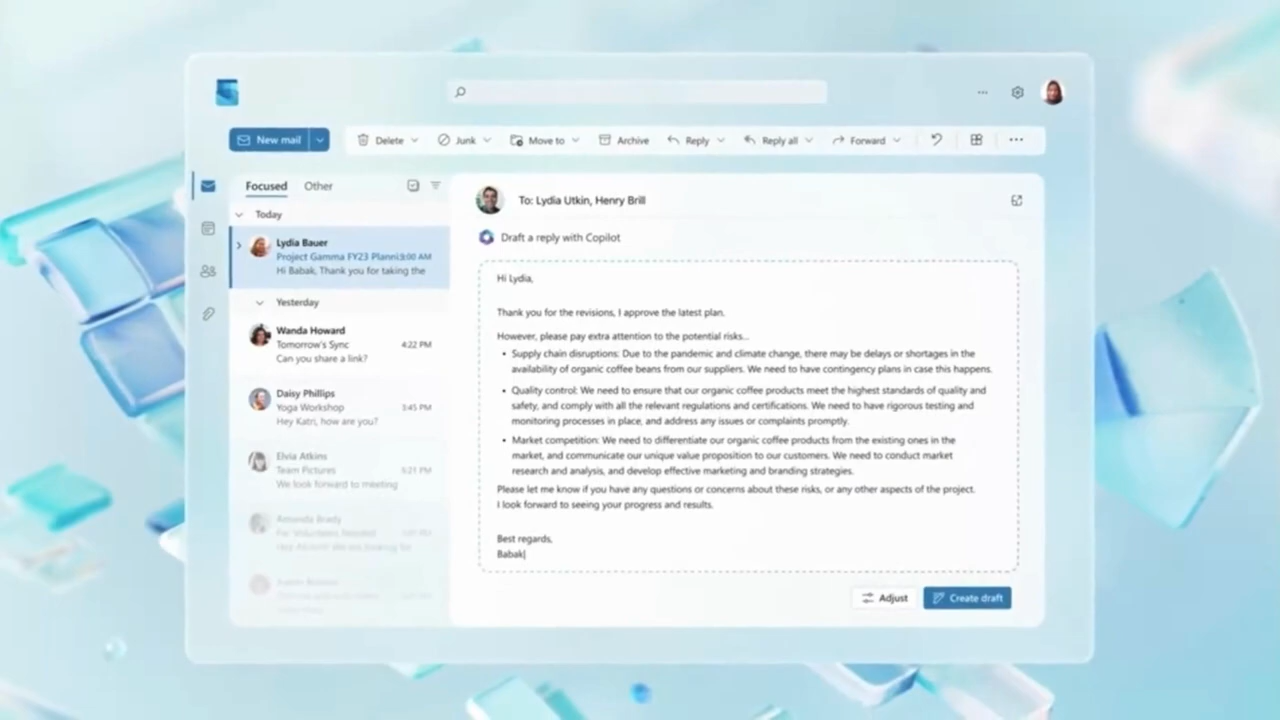 New mail
Delete
Junk
Move to
Archive
Reply
Reply all
Forward
Focused
Other
Today
Lydia Bauer
Project Gamma FY23 Planni
9:00 AM
Hi Babak, Thank you for taking the
Yesterday
Wanda Howard
Tomorrow's Sync
4:22 PM
Can you share a link?
Daisy Phillips
Yoga Workshop
3:45 PM
Hey Katri, how are you?
Elvia Atkins
Team Pictures
We look forward to meeting
Amanda Brady
To: Lydia Utkin, Henry Brill
Draft a reply with Copilot
Hi Lydia,
Thank you for the revisions, I approve the latest plan.
However, please pay extra attention to the potential risks...
• Supply chain disruptions: Due to the pandemic and climate change, there may be delays or shortages in the
availability of organic coffee beans from our suppliers. We need to have contingency plans in case this happens.
• Quality control: We need to ensure that our organic coffee products meet the highest standards of quality and
safety, and comply with all the relevant regulations and certifications. We need to have rigorous testing and
monitoring processes in place, and address any issues or complaints promptly.
• Market competition: We need to differentiate our organic coffee products from the existing ones in the
market, and communicate our unique value proposition to our customers. We need to conduct market
research and analysis, and develop effective marketing and branding strategies.
Please let me know if you have any questions or concerns about these risks, or any other aspects of the project.
I look forward to seeing your progress and results.
Best regards,
Babak
Adjust
Create draft